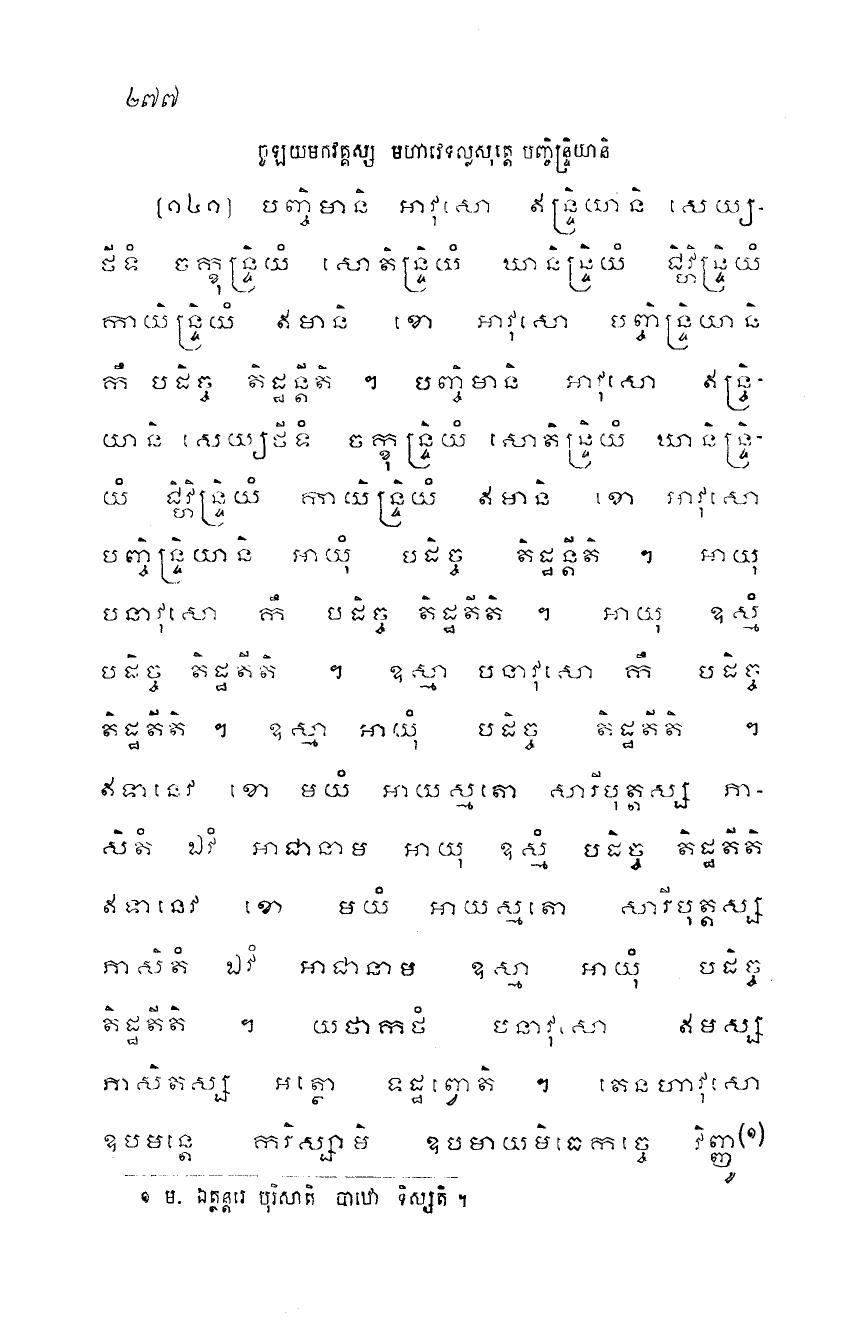 ២៧៧
ចូឡយមកវគ្គស្ស មហាវេទល្លសុត្តេ បញ្ចិន្ទ្រិយានិ
[១៤១] បញ្ចិមានិ អាវុសោ ឥន្ទ្រិយានិ សេយ្យ-
ថីទំ ចក្ខុន្ទ្រិយំ សោតិន្ទ្រិយំ ឃានិន្ទ្រិយំ ជិវ្ហិន្ទ្រិយំ
កាយិន្ទ្រិយំ ឥមានិ ខោ អាវុសោ បញ្ចិន្ទ្រិយានិ
កឹ បដិច្ច តិដ្ឋន្តីតិ ។ បញ្ចិមានិ អាវុសោ ឥន្ទ្រិ-
យានិ សេយ្យថីទំ ចក្ខុន្ទ្រិយំ សោតិន្ទ្រិយំ ឃានិន្ទ្រិ-
យំ ជិវ្ហិន្ទ្រិយំ កាយិន្ទ្រិយំ ឥមានិ ខោ អាវុសោ
បញ្ចិន្ទ្រិយានិ អាយុំ បដិច្ច តិដ្ឋន្តីតិ ។ អាយុ
បនាវុសោ កឹ បដិច្ច តិដ្ឋតីតិ ។ អាយុ ឧស្មំ
បដិច្ច តិដ្ឋតីតិ ។ ឧស្មា បនាវុសោ កឹ បដិច្ច
តិដ្ឋតីតិ ។ ឧស្មា អាយុំ បដិច្ច តិដ្ឋតីតិ ។
ឥទានេវ ខោ មយំ អាយស្មតោ សារីបុត្តស្ស ភា-
សិតំ ឯវំ អាជានាម អាយុ ឧស្មំ បដិច្ច តិដ្ឋតីតិ
ឥទានេវ ខោ មយំ អាយស្មតោ សារីបុត្តស្ស
ភាសិតំ ឯវំ អាជានាម ឧស្មា អាយុំ បដិច្ច
តិដ្ឋតីតិ ។ យថាកថំ បនាវុសោ ឥមស្ស
ភាសិតស្ស អត្ថោ ទដ្ឋព្វោតិ ។ តេនហាវុសោ
ឧបមន្តេ ករិស្សាមិ ឧបមាយមិធេកច្ចេ វិញ្ញូ(១)
១ ម. ឯត្ថន្តរេ បុរិសាតិ បាឋោ ទិស្សតិ ។